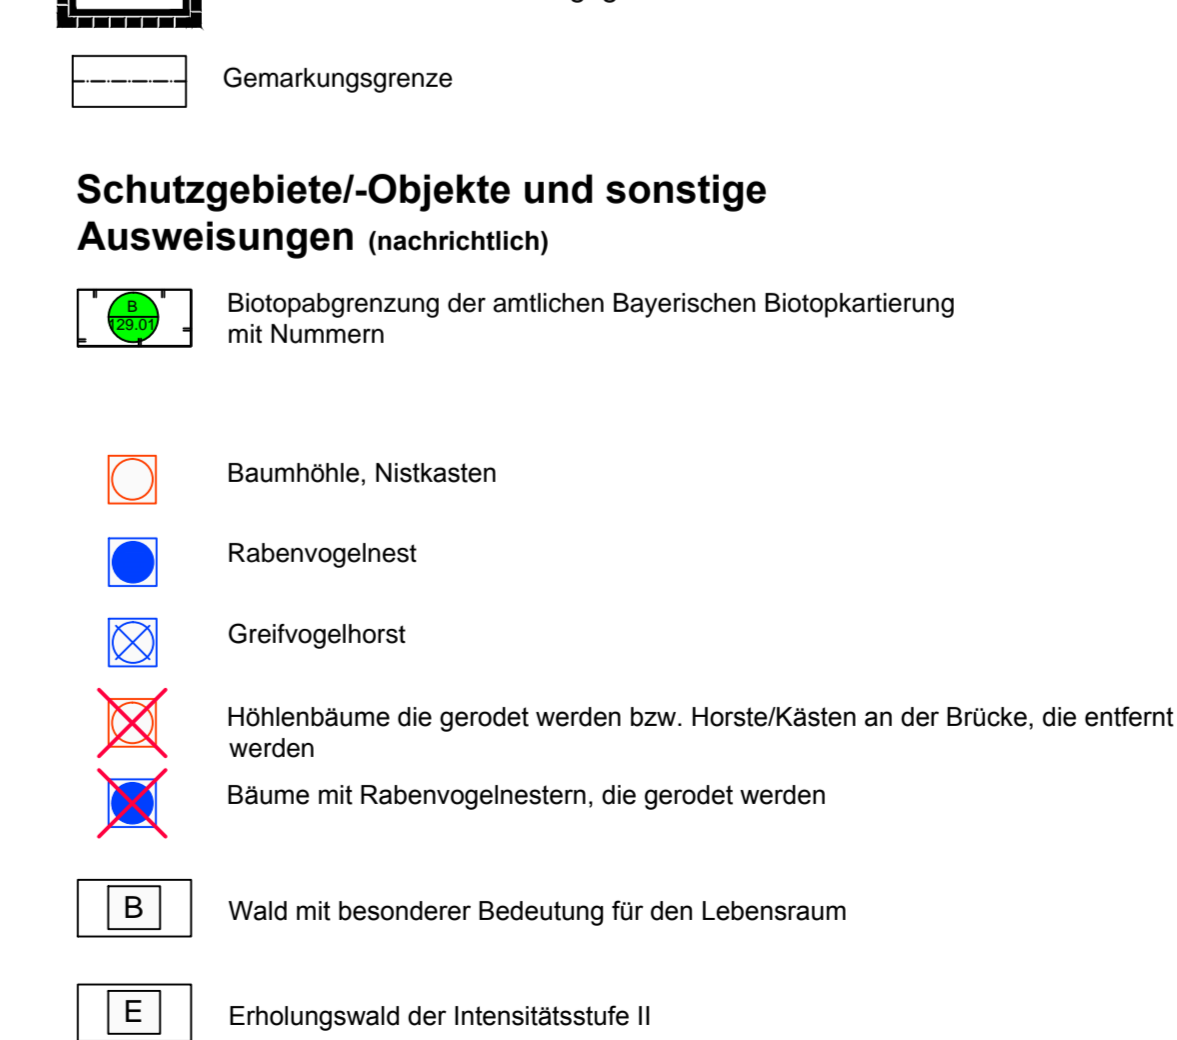 Gemarkungsgrenze
Schutzgebiete/-Objekte und sonstige
Ausweisungen (nachrichtlich)
B
129.01
Biotopabgrenzung der amtlichen Bayerischen Biotopkartierung
mit Nummern
Baumhöhle, Nistkasten
Rabenvogelnest
Greifvogelhorst
Höhlenbäume die gerodet werden bzw. Horste/Kästen an der Brücke, die entfernt
werden
Bäume mit Rabenvogelnestern, die gerodet werden
B
Wald mit besonderer Bedeutung für den Lebensraum
E
Erholungswald der Intensitätsstufe II